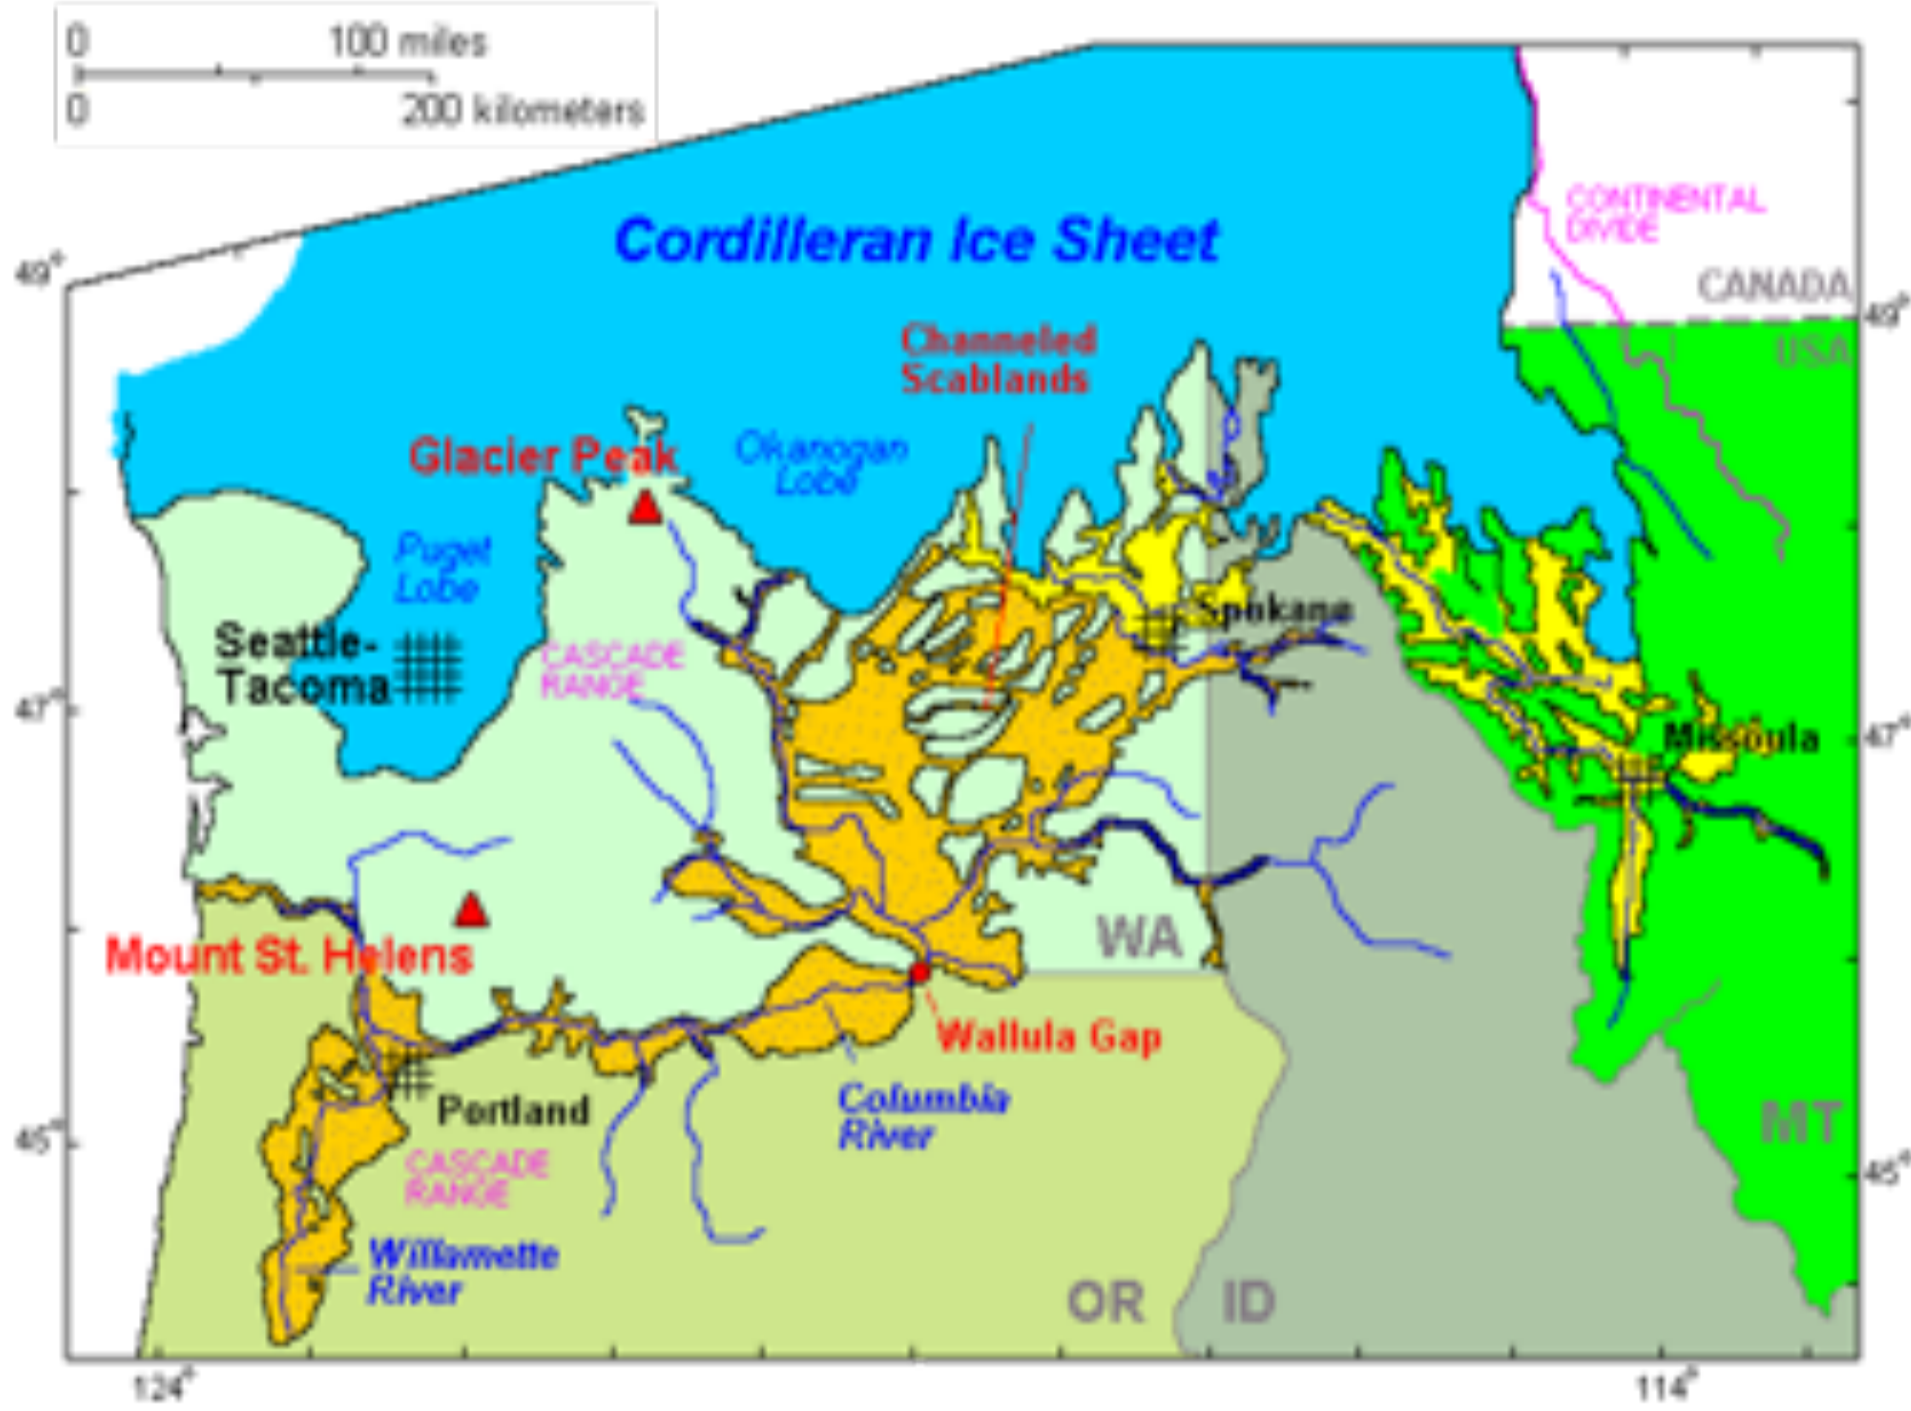 0 100 miles
0 200 kilometers
Cordilleran Ice Sheet
CONTINENTAL
DIVIDE
CANADA
USA
49°
49°
Channeled
Scablands
Glacier Peak
Okanogan
Lobe
Puget
Lobe
Seattle-
Tacoma
CASCADE
RANGE
Spokane
Missoula
47°
47°
WA
Mount St. Helens
Wallula Gap
Columbia
River
Portland
CASCADE
RANGE
MT
45°
45°
Willamette
River
OR
ID
124°
114°